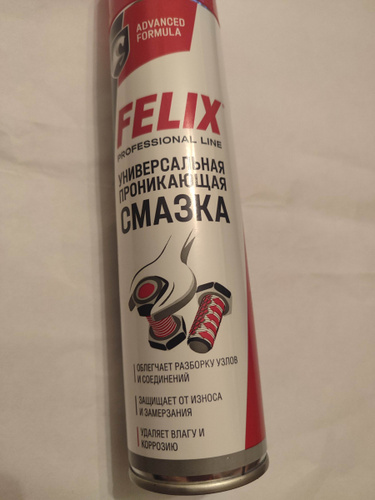 ADVANCED
FORMULA
FELIX
PROFESSIONAL LINE
УНИВЕРСАЛЬНАЯ
ПРОНИКАЮЩАЯ
СМАЗКА
ОБЛЕГЧАЕТ РАЗБОРКУ УЗЛОВ
И СОЕДИНЕНИЙ
ЗАЩИЩАЕТ ОТ ИЗНОСА
И ЗАМЕРЗАНИЯ
УДАЛЯЕТ ВЛАГУ И
КОРРОЗИЮ